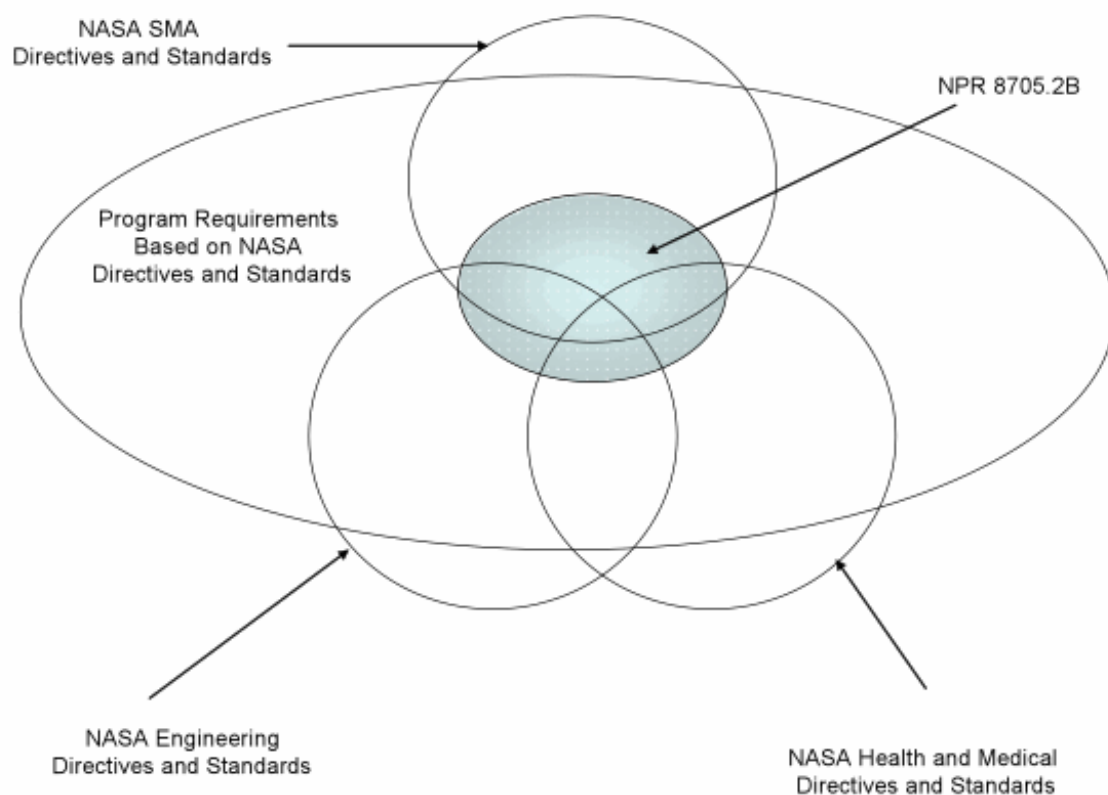 NASA SMA
Directives and Standards
NPR 8705.2B
Program Requirements
Based on NASA
Directives and Standards
NASA Engineering
Directives and Standards
NASA Health and Medical
Directives and Standards